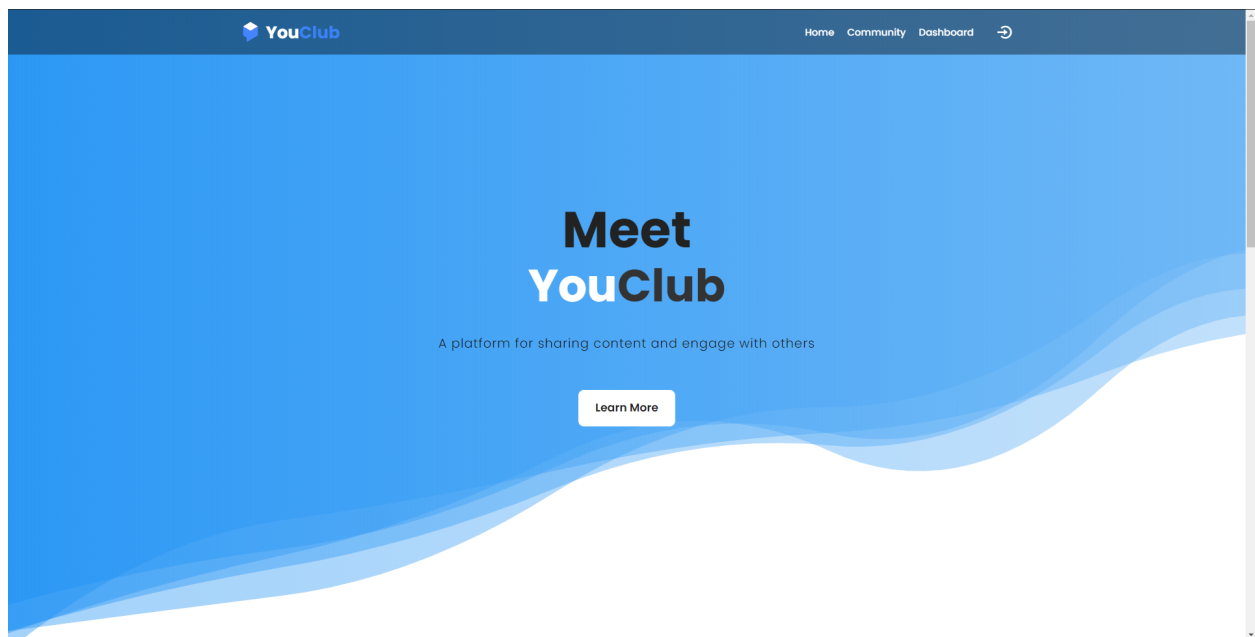 YouClub
Home Community Dashboard
Meet
YouClub
A platform for sharing content and engage with others
Learn More